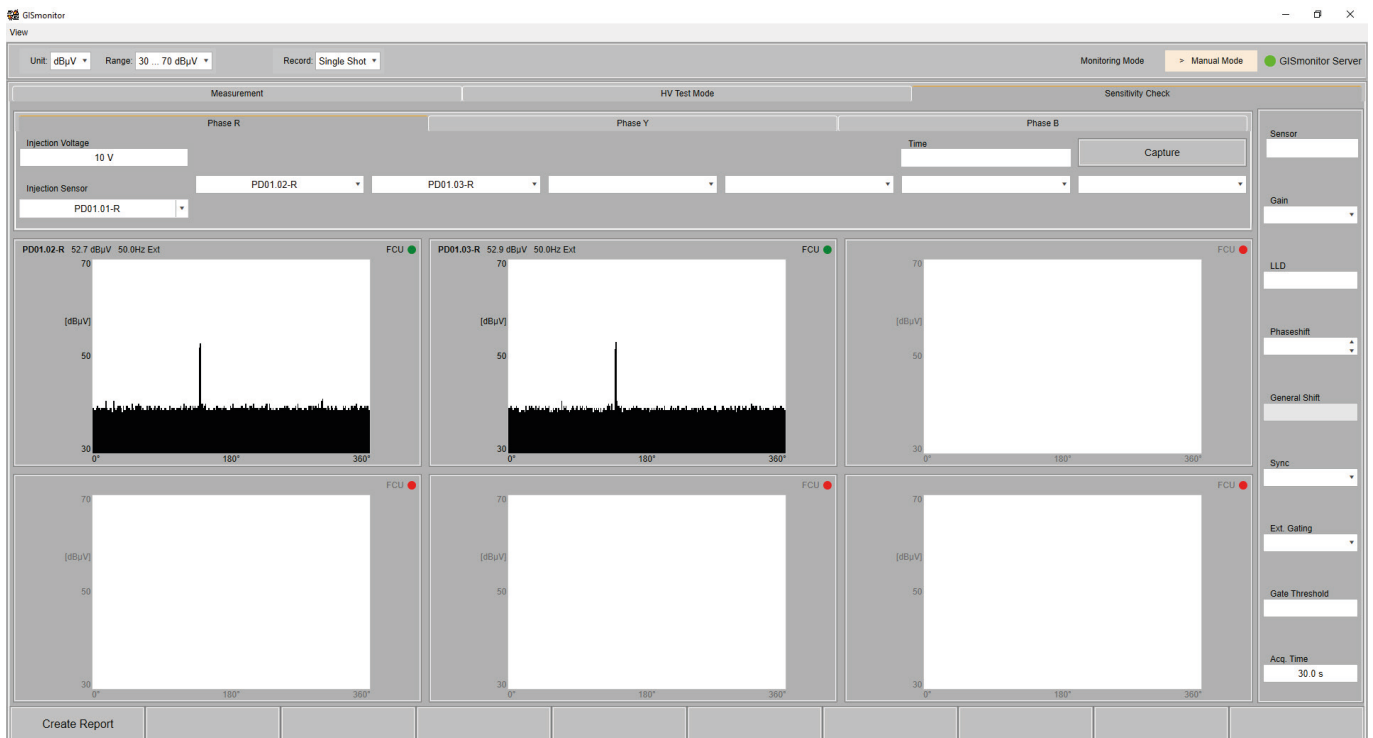 GISmonitor
View
Unit: dBµV Range: 30 ... 70 dBµV Record: Single Shot Monitoring Mode > Manual Mode GISmonitor Server
Measurement HV Test Mode Sensitivity Check
Phase R Phase Y Phase B
Injection Voltage
10 V
Time
Capture
Injection Sensor
PD01.01-R
PD01.02-R PD01.03-R
PD01.02-R 52.7 dBµV 50.0Hz Ext FCU
70
[dBµV]
50
30
0° 180° 360°
PD01.03-R 52.9 dBµV 50.0Hz Ext FCU
70
[dBµV]
50
30
0° 180° 360°
FCU
70
[dBµV]
50
30
0° 180° 360°
FCU
70
[dBµV]
50
30
0° 180° 360°
FCU
70
[dBµV]
50
30
0° 180° 360°
FCU
70
[dBµV]
50
30
0° 180° 360°
Sensor
Gain
LLD
Phaseshift
General Shift
Sync
Ext. Gating
Gate Threshold
Acq. Time
30.0 s
Create Report